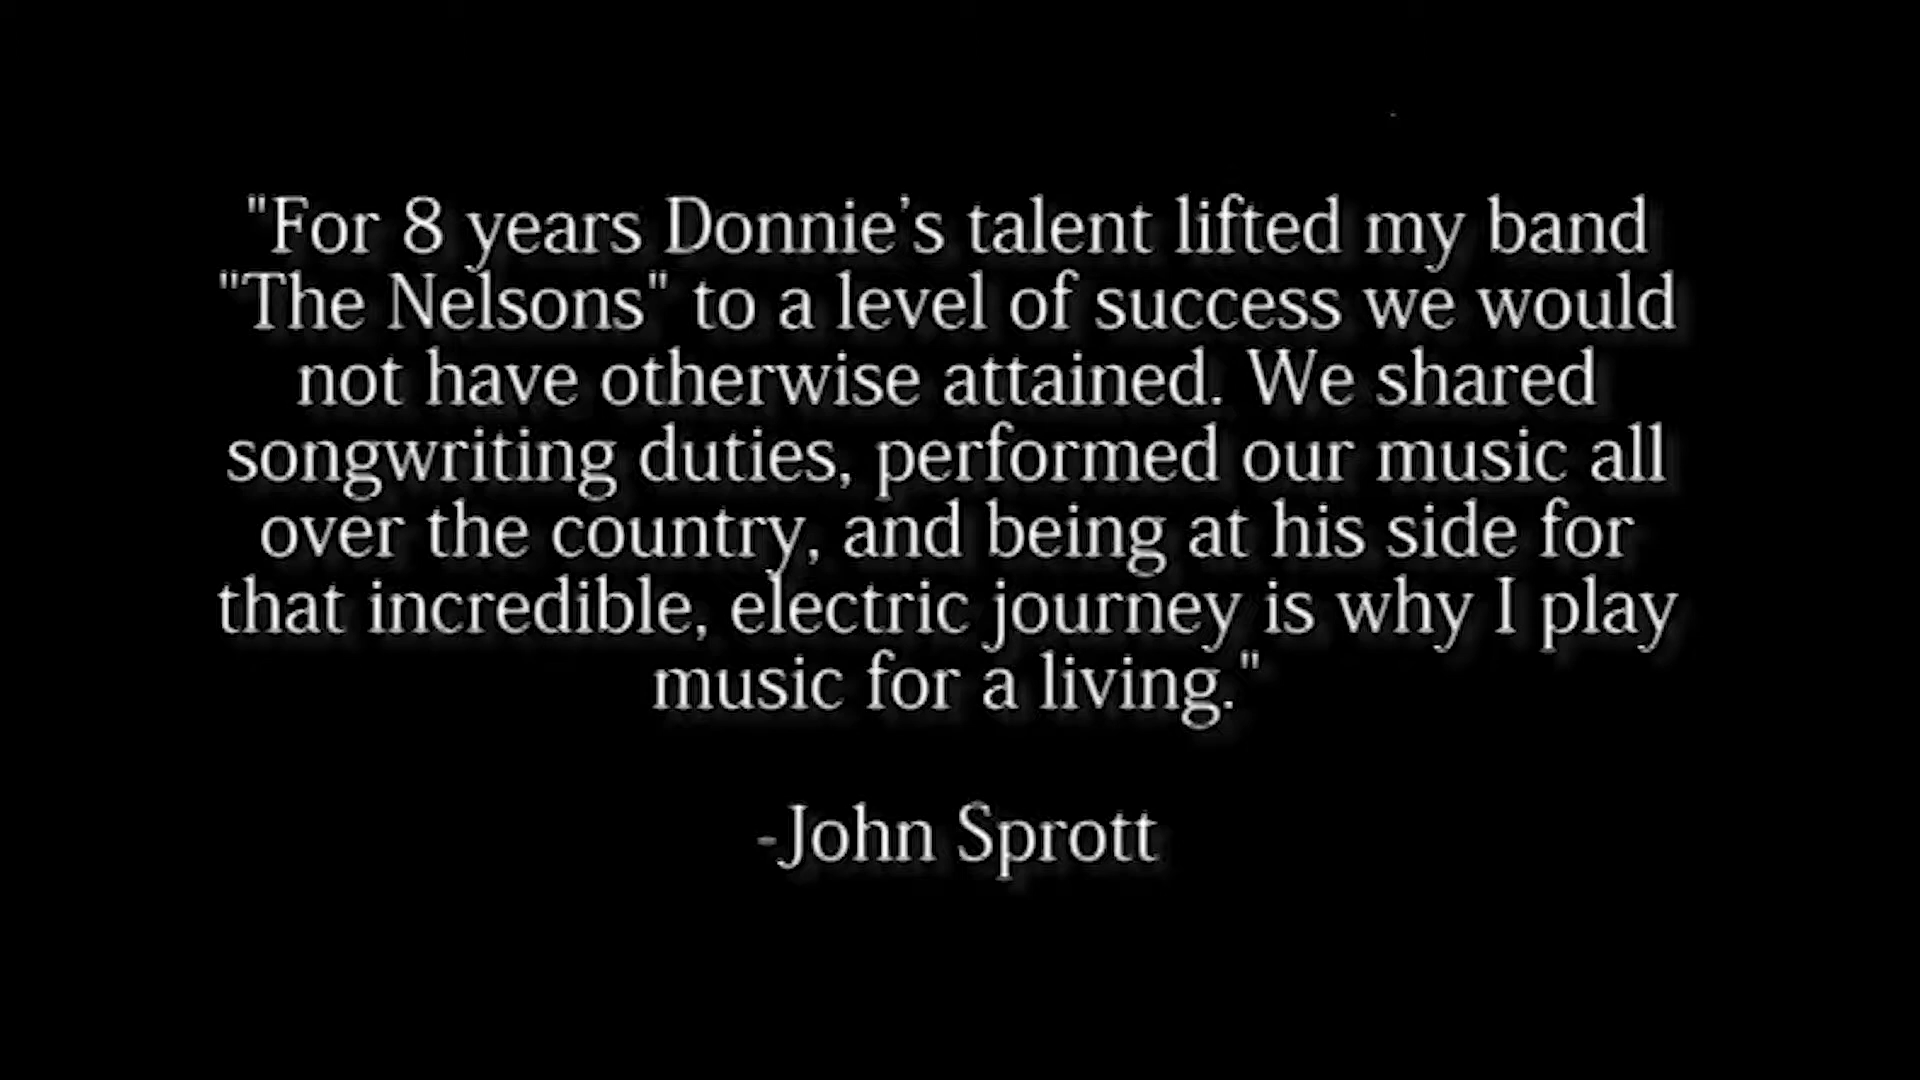 "For 8 years Donnie's talent lifted my band
"The Nelsons" to a level of success we would
not have otherwise attained. We shared
songwriting duties, performed our music all
over the country, and being at his side for
that incredible, electric journey is why I play
music for a living."
-John Sprott